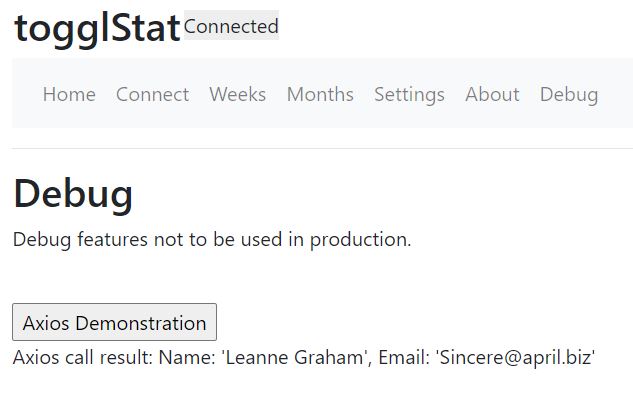 togglStat Connected
Home Connect Weeks Months Settings About Debug
Debug
Debug features not to be used in production.
Axios Demonstration
Axios call result: Name: 'Leanne Graham', Email: 'Sincere@april.biz'